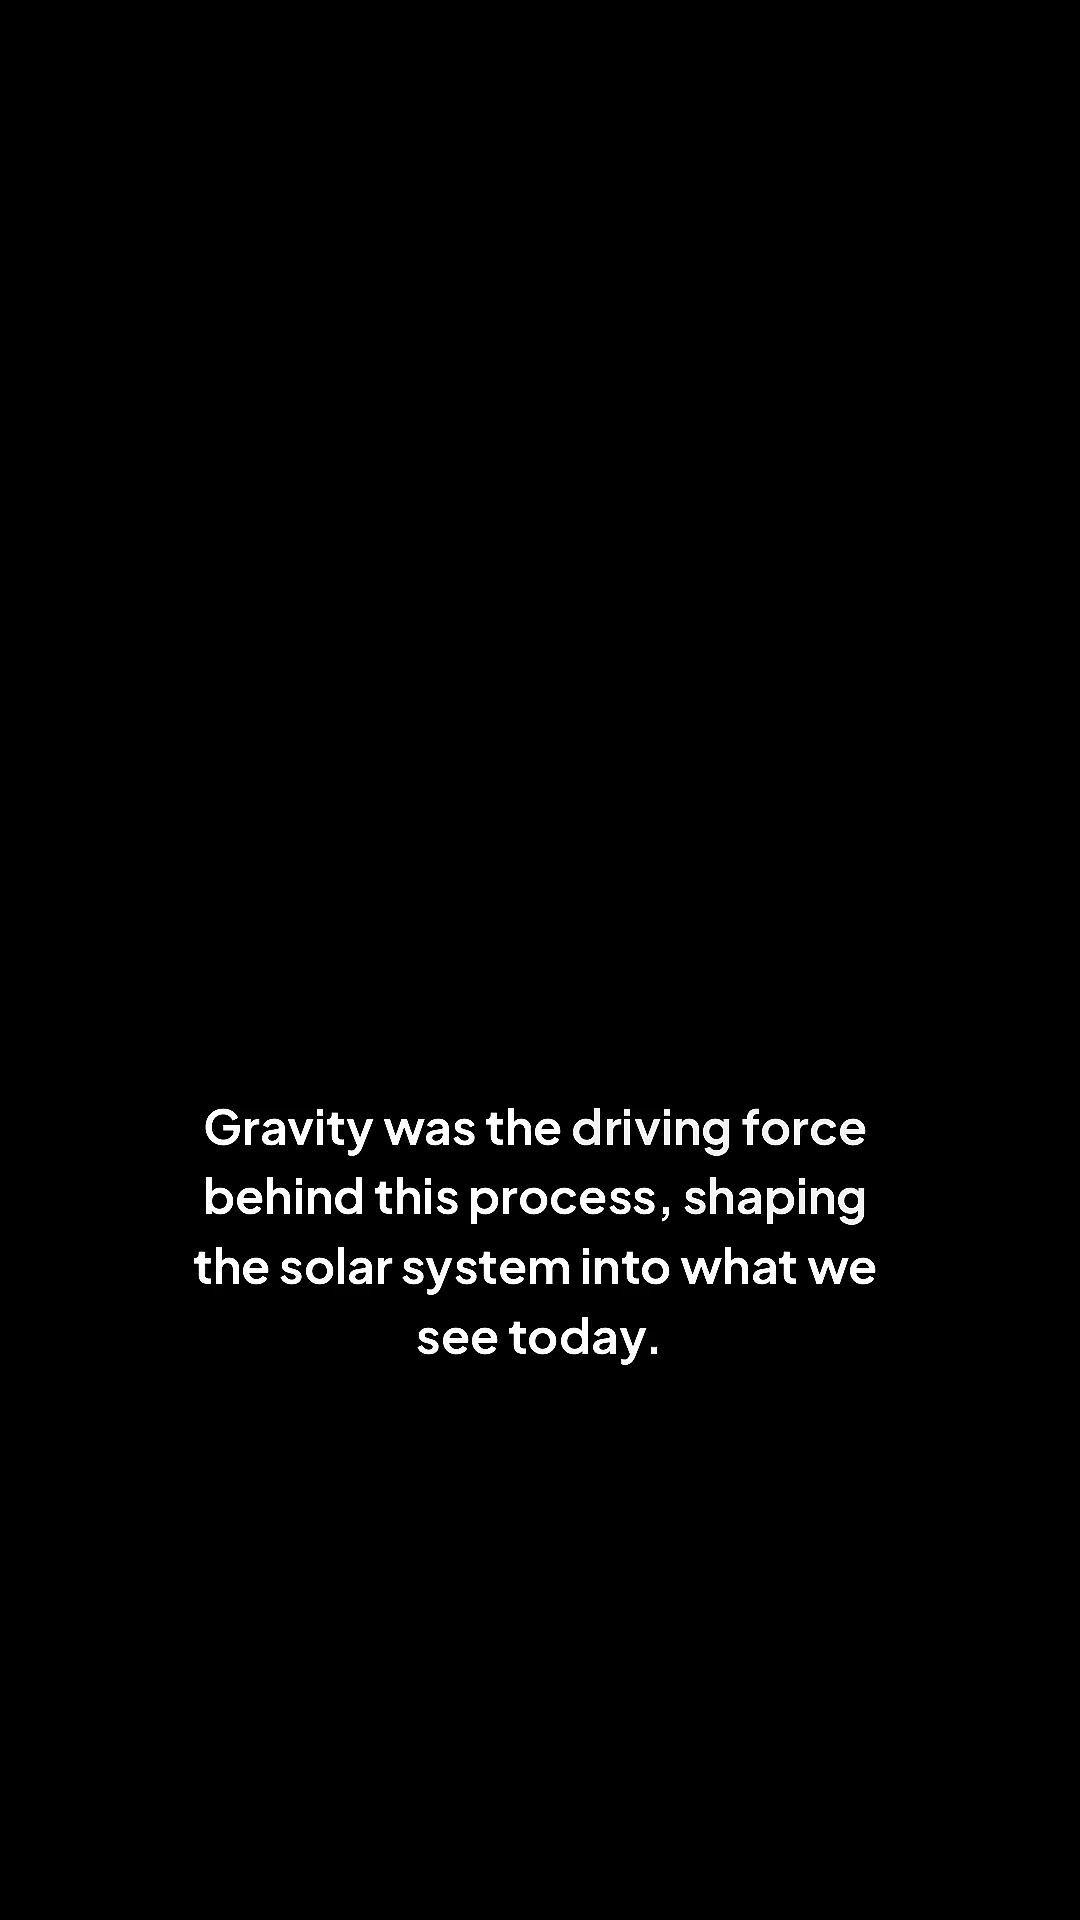 Gravity was the driving force
behind this process, shaping
the solar system into what we
see today.